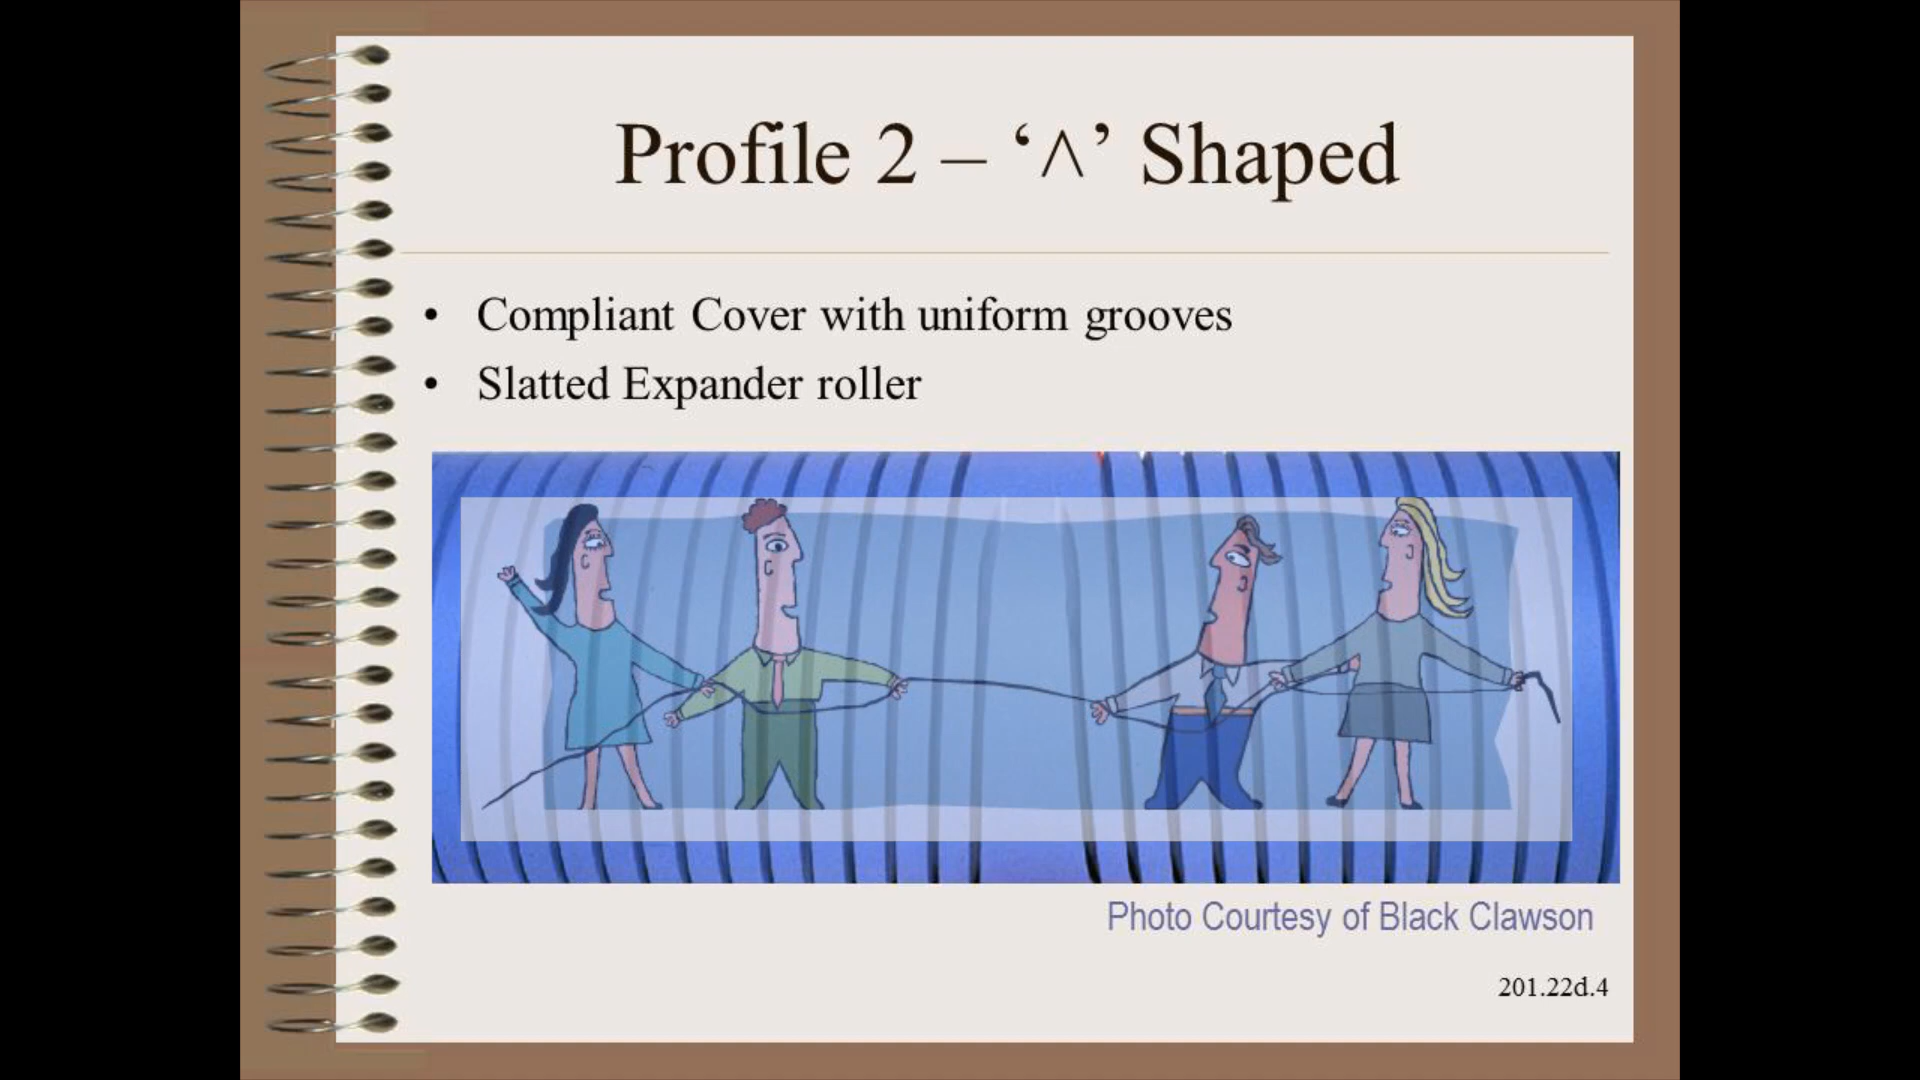 Profile 2 – ‘^’ Shaped
• Compliant Cover with uniform grooves
• Slatted Expander roller
Photo Courtesy of Black Clawson
201.22d.4